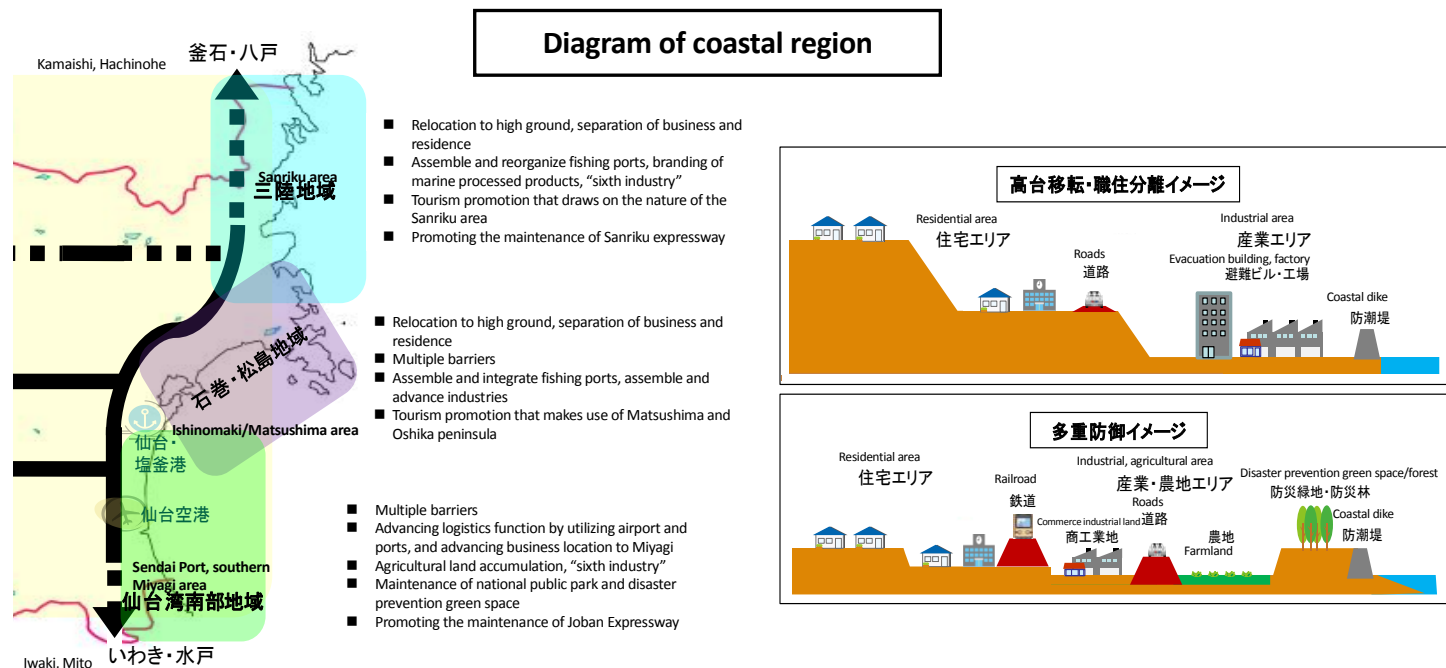 Diagram of coastal region
釜石・八戸
Kamaishi, Hachinohe
Sanriku area
三陸地域
石巻・松島地域
Ishinomaki/Matsushima area
仙台・
塩釜港
仙台空港
Sendai Port, southern
Miyagi area
仙台湾南部地域
Iwaki, Mito
いわき・水戸
■ Relocation to high ground, separation of business and
residence
■ Assemble and reorganize fishing ports, branding of
marine processed products, “sixth industry”
■ Tourism promotion that draws on the nature of the
Sanriku area
■ Promoting the maintenance of Sanriku expressway
■ Relocation to high ground, separation of business and
residence
■ Multiple barriers
■ Assemble and integrate fishing ports, assemble and
advance industries
■ Tourism promotion that makes use of Matsushima and
Oshika peninsula
■ Multiple barriers
■ Advancing logistics function by utilizing airport and
ports, and advancing business location to Miyagi
■ Agricultural land accumulation, “sixth industry”
■ Maintenance of national public park and disaster
prevention green space
■ Promoting the maintenance of Joban Expressway
高台移転・職住分離イメージ
Residential area
住宅エリア
Roads
道路
Industrial area
産業エリア
Evacuation building, factory
避難ビル・工場
Coastal dike
防潮堤
多重防御イメージ
Residential area
住宅エリア
Railroad
鉄道
Industrial, agricultural area
産業・農地エリア
Commerce industrial land
商工業地
Roads
道路
農地
Farmland
Disaster prevention green space/forest
防災緑地・防災林
Coastal dike
防潮堤